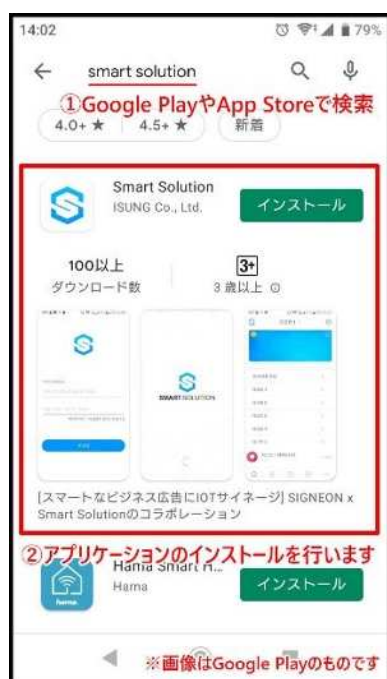 14:02
79%
smart solution
①Google PlayやApp Storeで検索
4.0+ ★
4.5+ ★
新着
Smart Solution
ISUNG Co., Ltd.
インストール
100以上
ダウンロード数
3+
3 歳以上
SMART SOLUTION
[スマートなビジネス広告にIOTサイネージ] SIGNEON x
Smart Solutionのコラボレーション
②アプリケーションのインストールを行います
Hama Smart H...
Hama
hama.
インストール
※画像はGoogle Playのものです